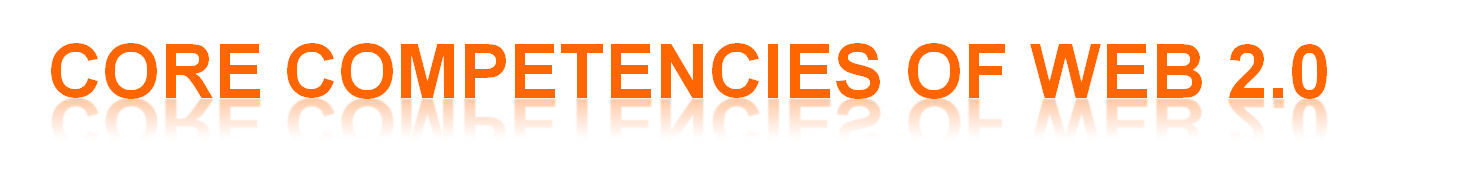 CORE COMPETENCIES OF WEB 2.0